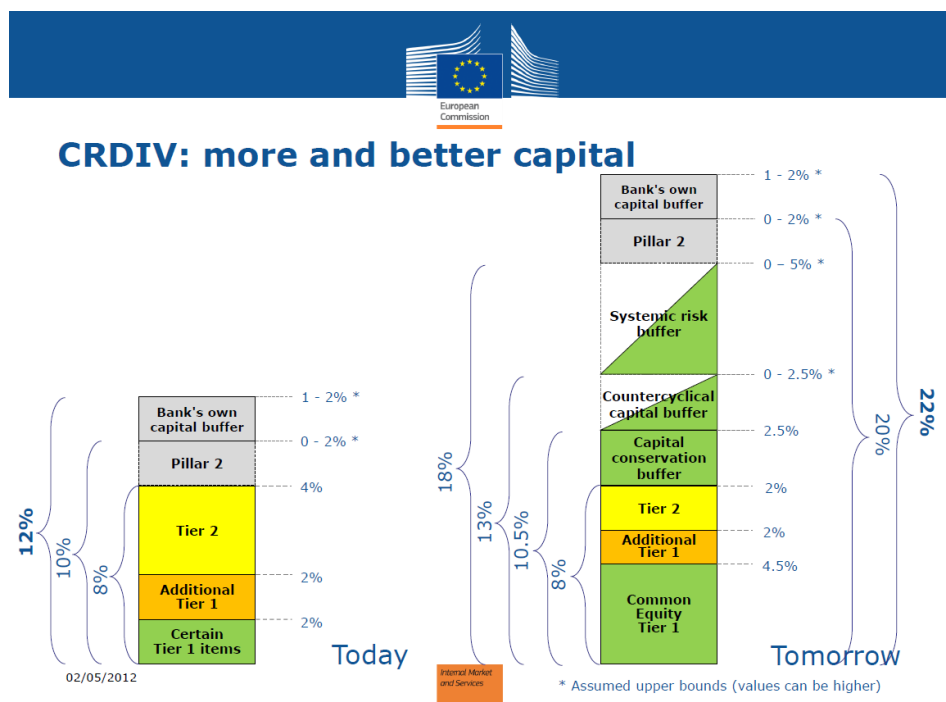 European
Commission
CRDIV: more and better capital
1 - 2% *
Bank's own
capital buffer
0 - 2% *
Pillar 2
4%
Tier 2
2%
Additional
Tier 1
2%
Certain
Tier 1 items
12%
10%
8%
Today
02/05/2012
1 - 2% *
Bank's own
capital buffer
0 - 2% *
Pillar 2
0 – 5% *
Systemic risk
buffer
0 - 2.5% *
Countercyclical
capital buffer
2.5%
Capital
conservation
buffer
2%
Tier 2
2%
Additional
Tier 1
4.5%
Common
Equity
Tier 1
18%
13%
10.5%
8%
20%
22%
Tomorrow
Internal Market
and Services
* Assumed upper bounds (values can be higher)